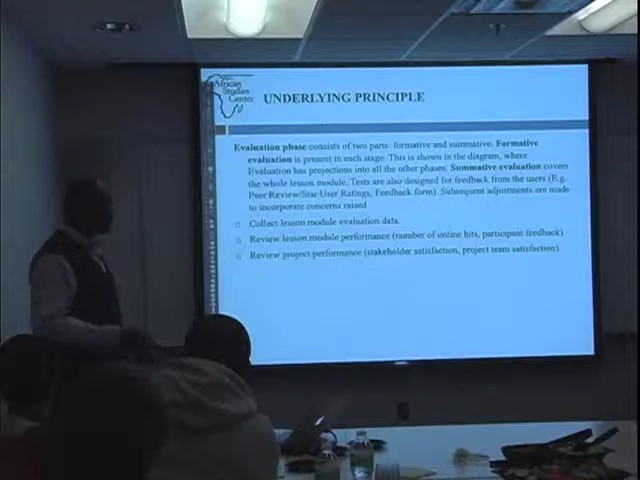 African
Studies
Center
UNDERLYING PRINCIPLE
Evaluation phase consists of two parts: formative and summative. Formative
evaluation is present in each stage. This is shown in the diagram, where
Evaluation has projections into all the other phases. Summative evaluation covers
the whole lesson module. Tests are also designed for feedback from the users (E.g.
Peer Review/Star User Ratings, Feedback form). Subsequent adjustments are made
to incorporate concerns raised
Collect lesson module evaluation data.
Review lesson module performance (number of online hits, participant feedback)
Review project performance (stakeholder satisfaction, project team satisfaction)